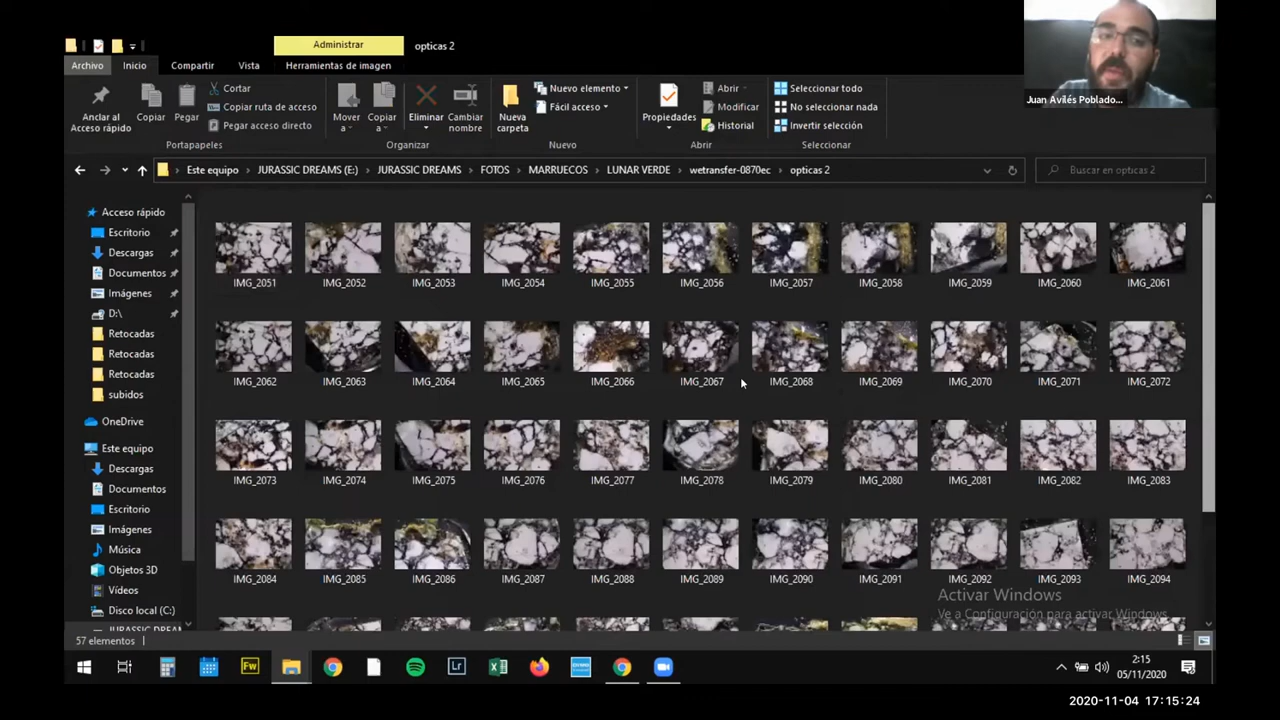 Administrar
opticas 2
Archivo
Inicio
Compartir
Vista
Herramientas de imagen
Anclar al
Acceso rápido
Copiar
Pegar
Cortar
Copiar ruta de acceso
Pegar acceso directo
Portapapeles
Mover
a
Copiar
a
Eliminar
Cambiar
nombre
Organizar
Nueva
carpeta
Nuevo elemento
Fácil acceso
Nuevo
Propiedades
Abrir
Modificar
Historial
Abrir
Seleccionar todo
No seleccionar nada
Invertir selección
Seleccionar
Este equipo
JURASSIC DREAMS (E:)
JURASSIC DREAMS
FOTOS
MARRUECOS
LUNAR VERDE
wetransfer-0870ec
opticas 2
Buscar en opticas 2
Juan Avilés Poblado...
Acceso rápido
Escritorio
Descargas
Documentos
Imágenes
D:\
Retocadas
Retocadas
Retocadas
subidos
OneDrive
Este equipo
Descargas
Documentos
Escritorio
Imágenes
Música
Objetos 3D
Vídeos
Disco local (C:)
JURASSIC DREAM
IMG_2051 IMG_2052 IMG_2053 IMG_2054 IMG_2055 IMG_2056 IMG_2057 IMG_2058 IMG_2059 IMG_2060 IMG_2061
IMG_2062 IMG_2063 IMG_2064 IMG_2065 IMG_2066 IMG_2067 IMG_2068 IMG_2069 IMG_2070 IMG_2071 IMG_2072
IMG_2073 IMG_2074 IMG_2075 IMG_2076 IMG_2077 IMG_2078 IMG_2079 IMG_2080 IMG_2081 IMG_2082 IMG_2083
IMG_2084 IMG_2085 IMG_2086 IMG_2087 IMG_2088 IMG_2089 IMG_2090 IMG_2091 IMG_2092 IMG_2093 IMG_2094
Activar Windows
Ve a Configuración para activar Windows.
57 elementos
Fw
Lr
2:15
05/11/2020
2020-11-04 17:15:24